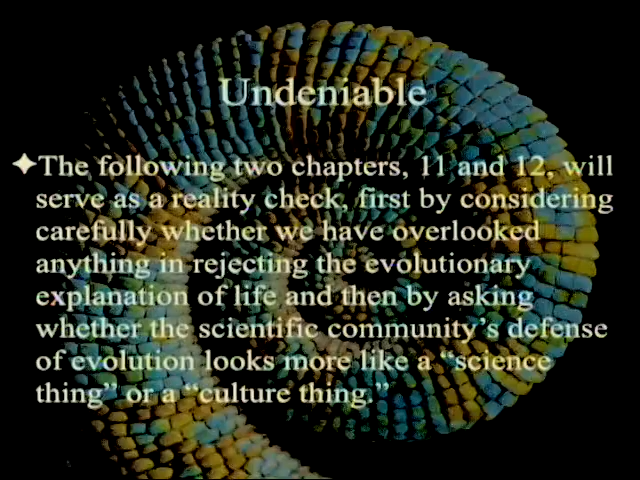 Undeniable
The following two chapters, 11 and 12, will
serve as a reality check, first by considering
carefully whether we have overlooked
anything in rejecting the evolutionary
explanation of life and then by asking
whether the scientific community’s defense
of evolution looks more like a “science
thing” or a “culture thing.”